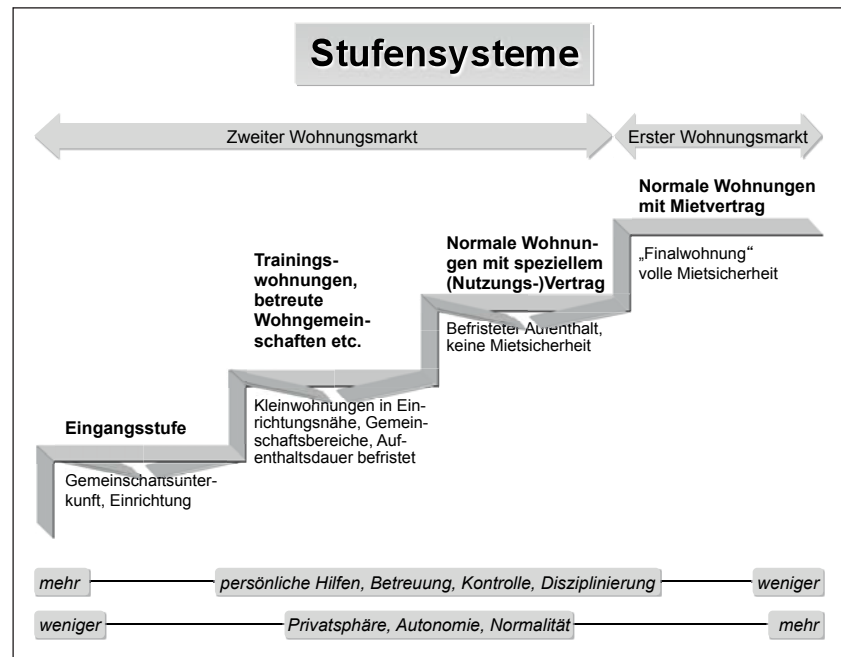 Stufensysteme
Zweiter Wohnungsmarkt
Erster Wohnungsmarkt
Normale Wohnungen
mit Mietvertrag
„Finalwohnung“
volle Mietsicherheit
Normale Wohnun-
gen mit speziellem
(Nutzungs-)Vertrag
Befristeter Aufenthalt,
keine Mietsicherheit
Trainings-
wohnungen,
betreute
Wohngemein-
schaften etc.
Kleinwohnungen in Ein-
richtungsnähe, Gemein-
schaftsbereiche, Auf-
enthaltsdauer befristet
Eingangsstufe
Gemeinschaftsunter-
kunft, Einrichtung
mehr persönliche Hilfen, Betreuung, Kontrolle, Disziplinierung weniger
weniger Privatsphäre, Autonomie, Normalität mehr